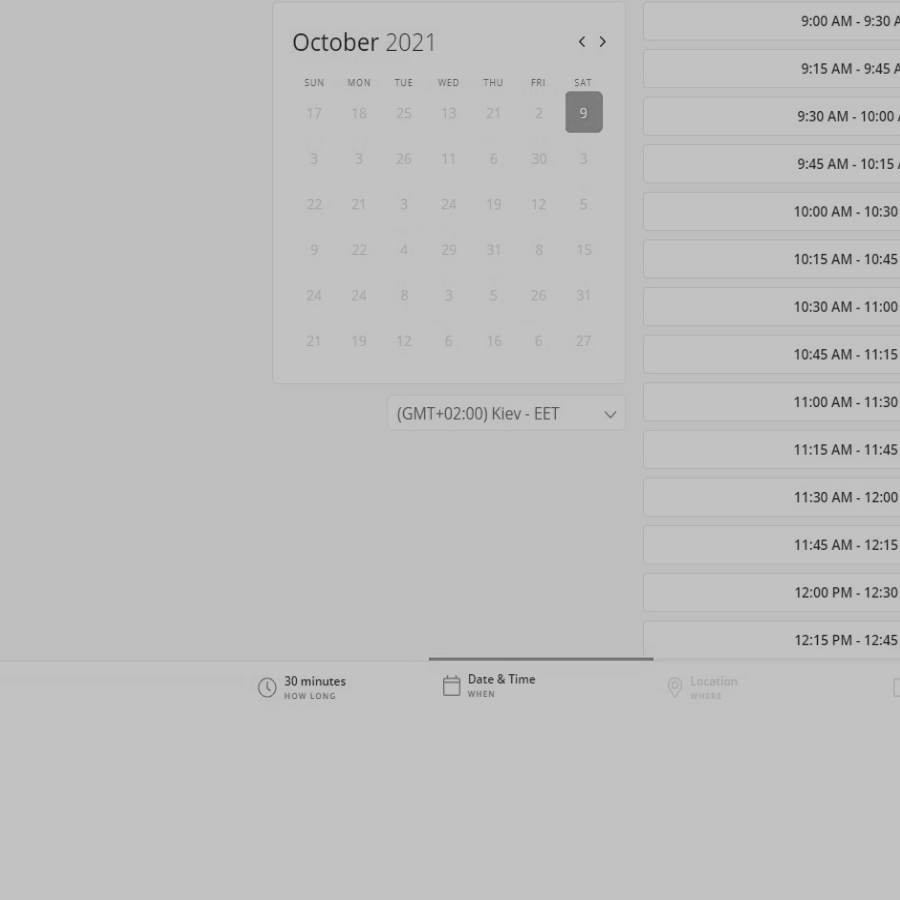 October 2021
SUN MON TUE WED THU FRI SAT
17 18 25 13 21 2 9
3 3 26 11 6 30 3
22 21 3 24 19 12 5
9 22 4 29 31 8 15
24 24 8 3 5 26 31
21 19 12 6 16 6 27
(GMT+02:00) Kiev - EET
9:00 AM - 9:30 A
9:15 AM - 9:45 A
9:30 AM - 10:00
9:45 AM - 10:15
10:00 AM - 10:30
10:15 AM - 10:45
10:30 AM - 11:00
10:45 AM - 11:15
11:00 AM - 11:30
11:15 AM - 11:45
11:30 AM - 12:00
11:45 AM - 12:15
12:00 PM - 12:30
12:15 PM - 12:45
30 minutes
HOW LONG
Date & Time
WHEN
Location
WHERE